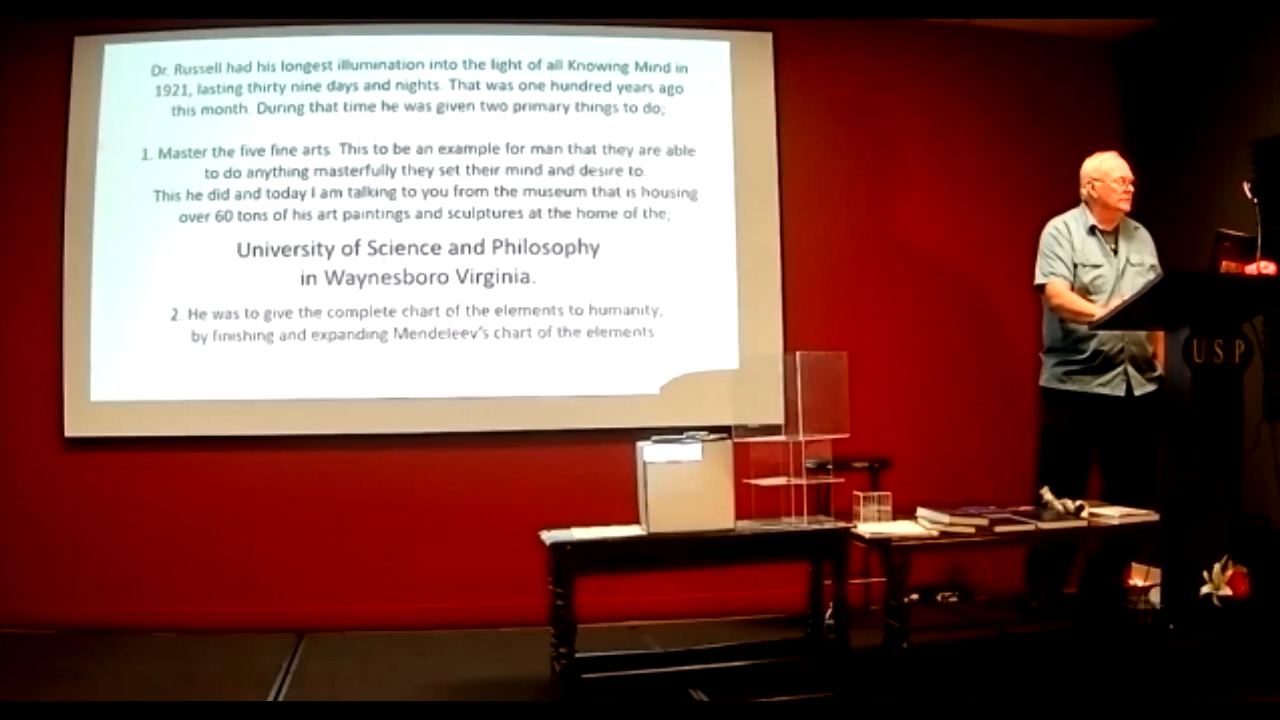 Dr. Russell had his longest illumination into the light of all Knowing Mind in
1921, lasting thirty nine days and nights. That was one hundred years ago
this month. During that time he was given two primary things to do;
1. Master the five fine arts. This to be an example for man that they are able
to do anything masterfully they set their mind and desire to.
This he did and today I am talking to you from the museum that is housing
over 60 tons of his art paintings and sculptures at the home of the;
University of Science and Philosophy
in Waynesboro Virginia.
2. He was to give the complete chart of the elements to humanity,
by finishing and expanding Mendeleev's chart of the elements
USP